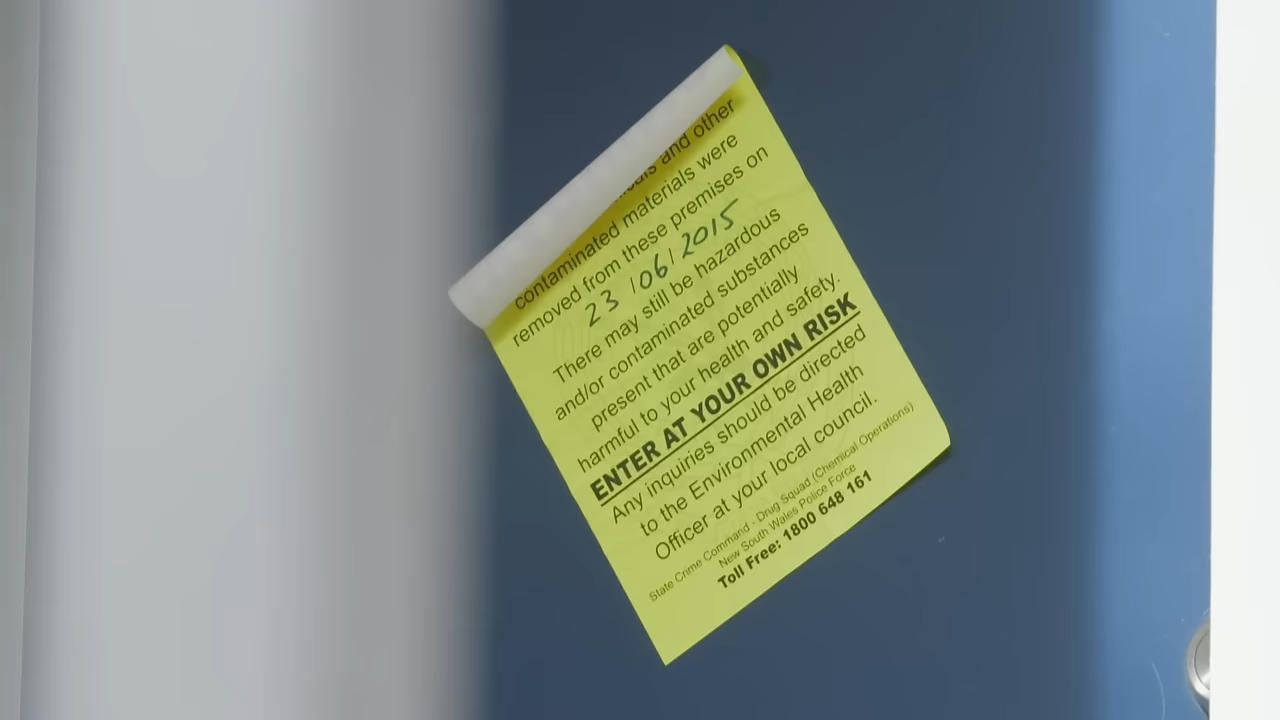 and other
contaminated materials were
removed from these premises on
23 / 06 / 2015
There may still be hazardous
and/or contaminated substances
present that are potentially
harmful to your health and safety.
ENTER AT YOUR OWN RISK
Any inquiries should be directed
to the Environmental Health
Officer at your local council.
State Crime Command - Drug Squad (Chemical Operations)
New South Wales Police Force
Toll Free: 1800 648 161